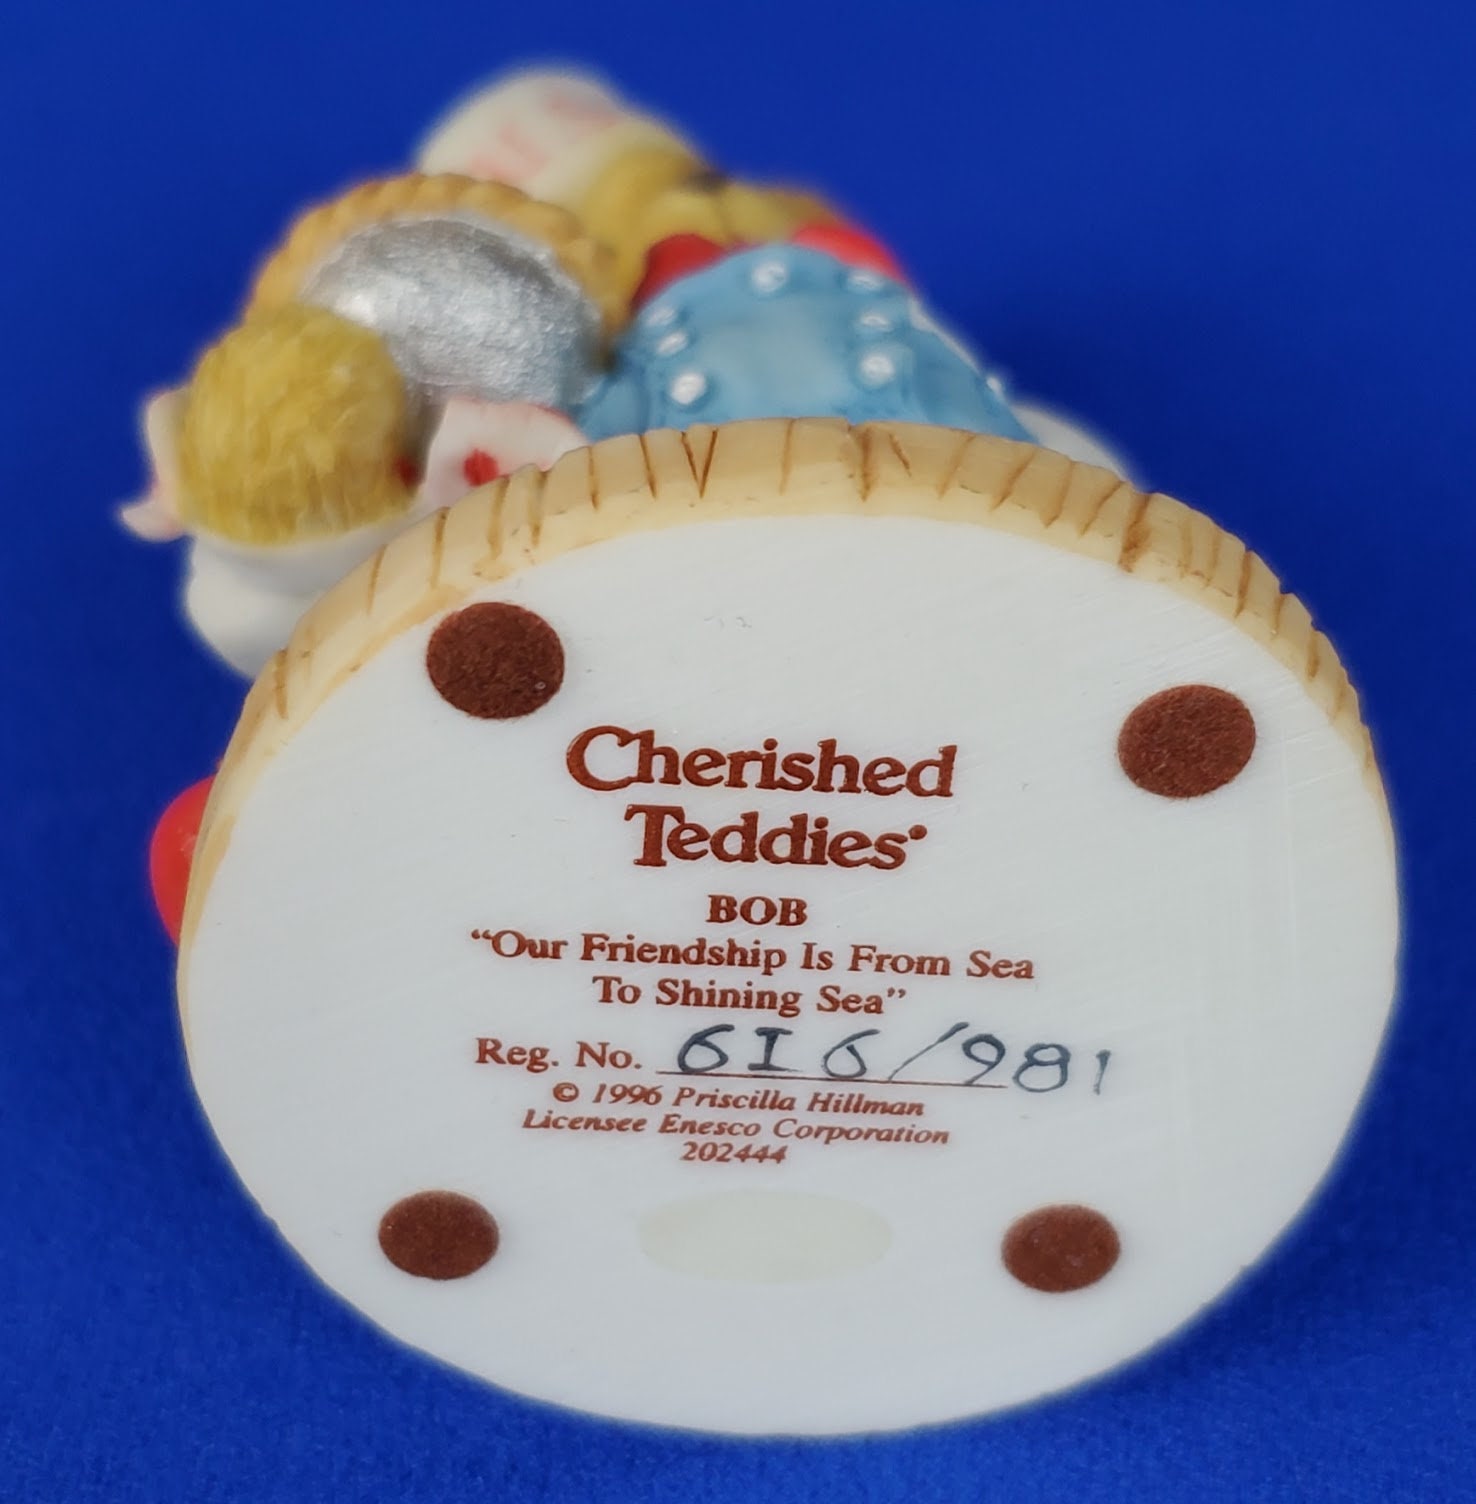 Cherished
Teddies®
BOB
“Our Friendship Is From Sea
To Shining Sea”
Reg. No. 6I6/981
© 1996 Priscilla Hillman
Licensee Enesco Corporation
202444